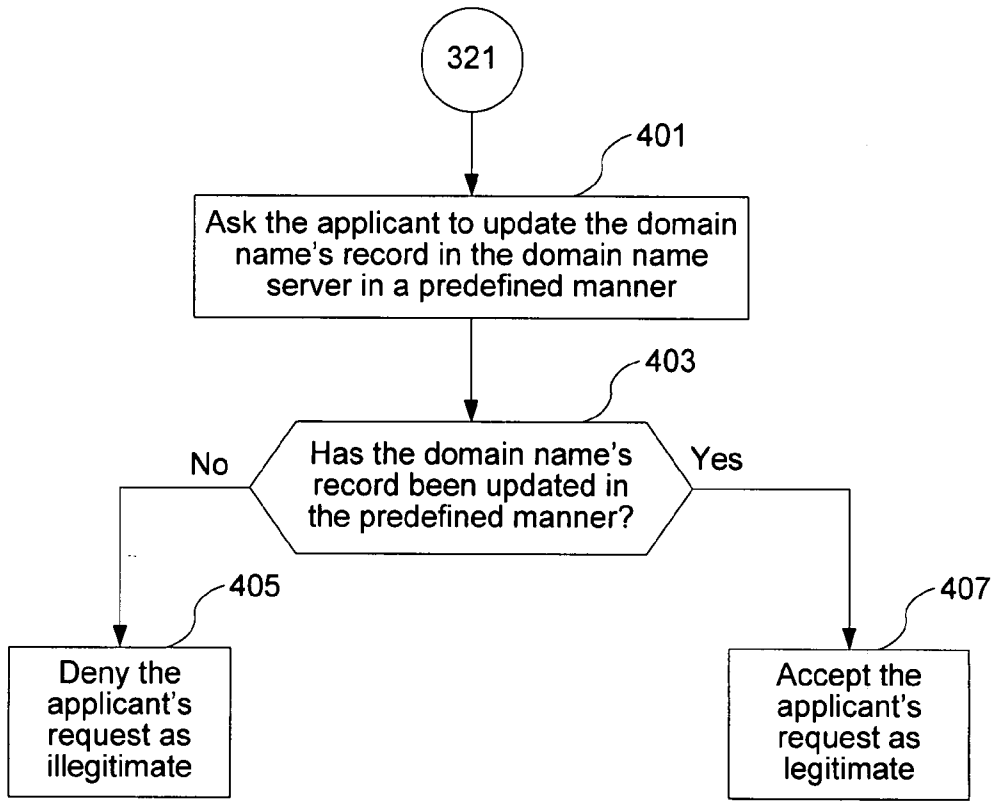 321
401
Ask the applicant to update the domain
name's record in the domain name
server in a predefined manner
403
No
Has the domain name's
record been updated in
the predefined manner?
Yes
405
407
Deny the
applicant's
request as
illegitimate
Accept the
applicant's
request as
legitimate